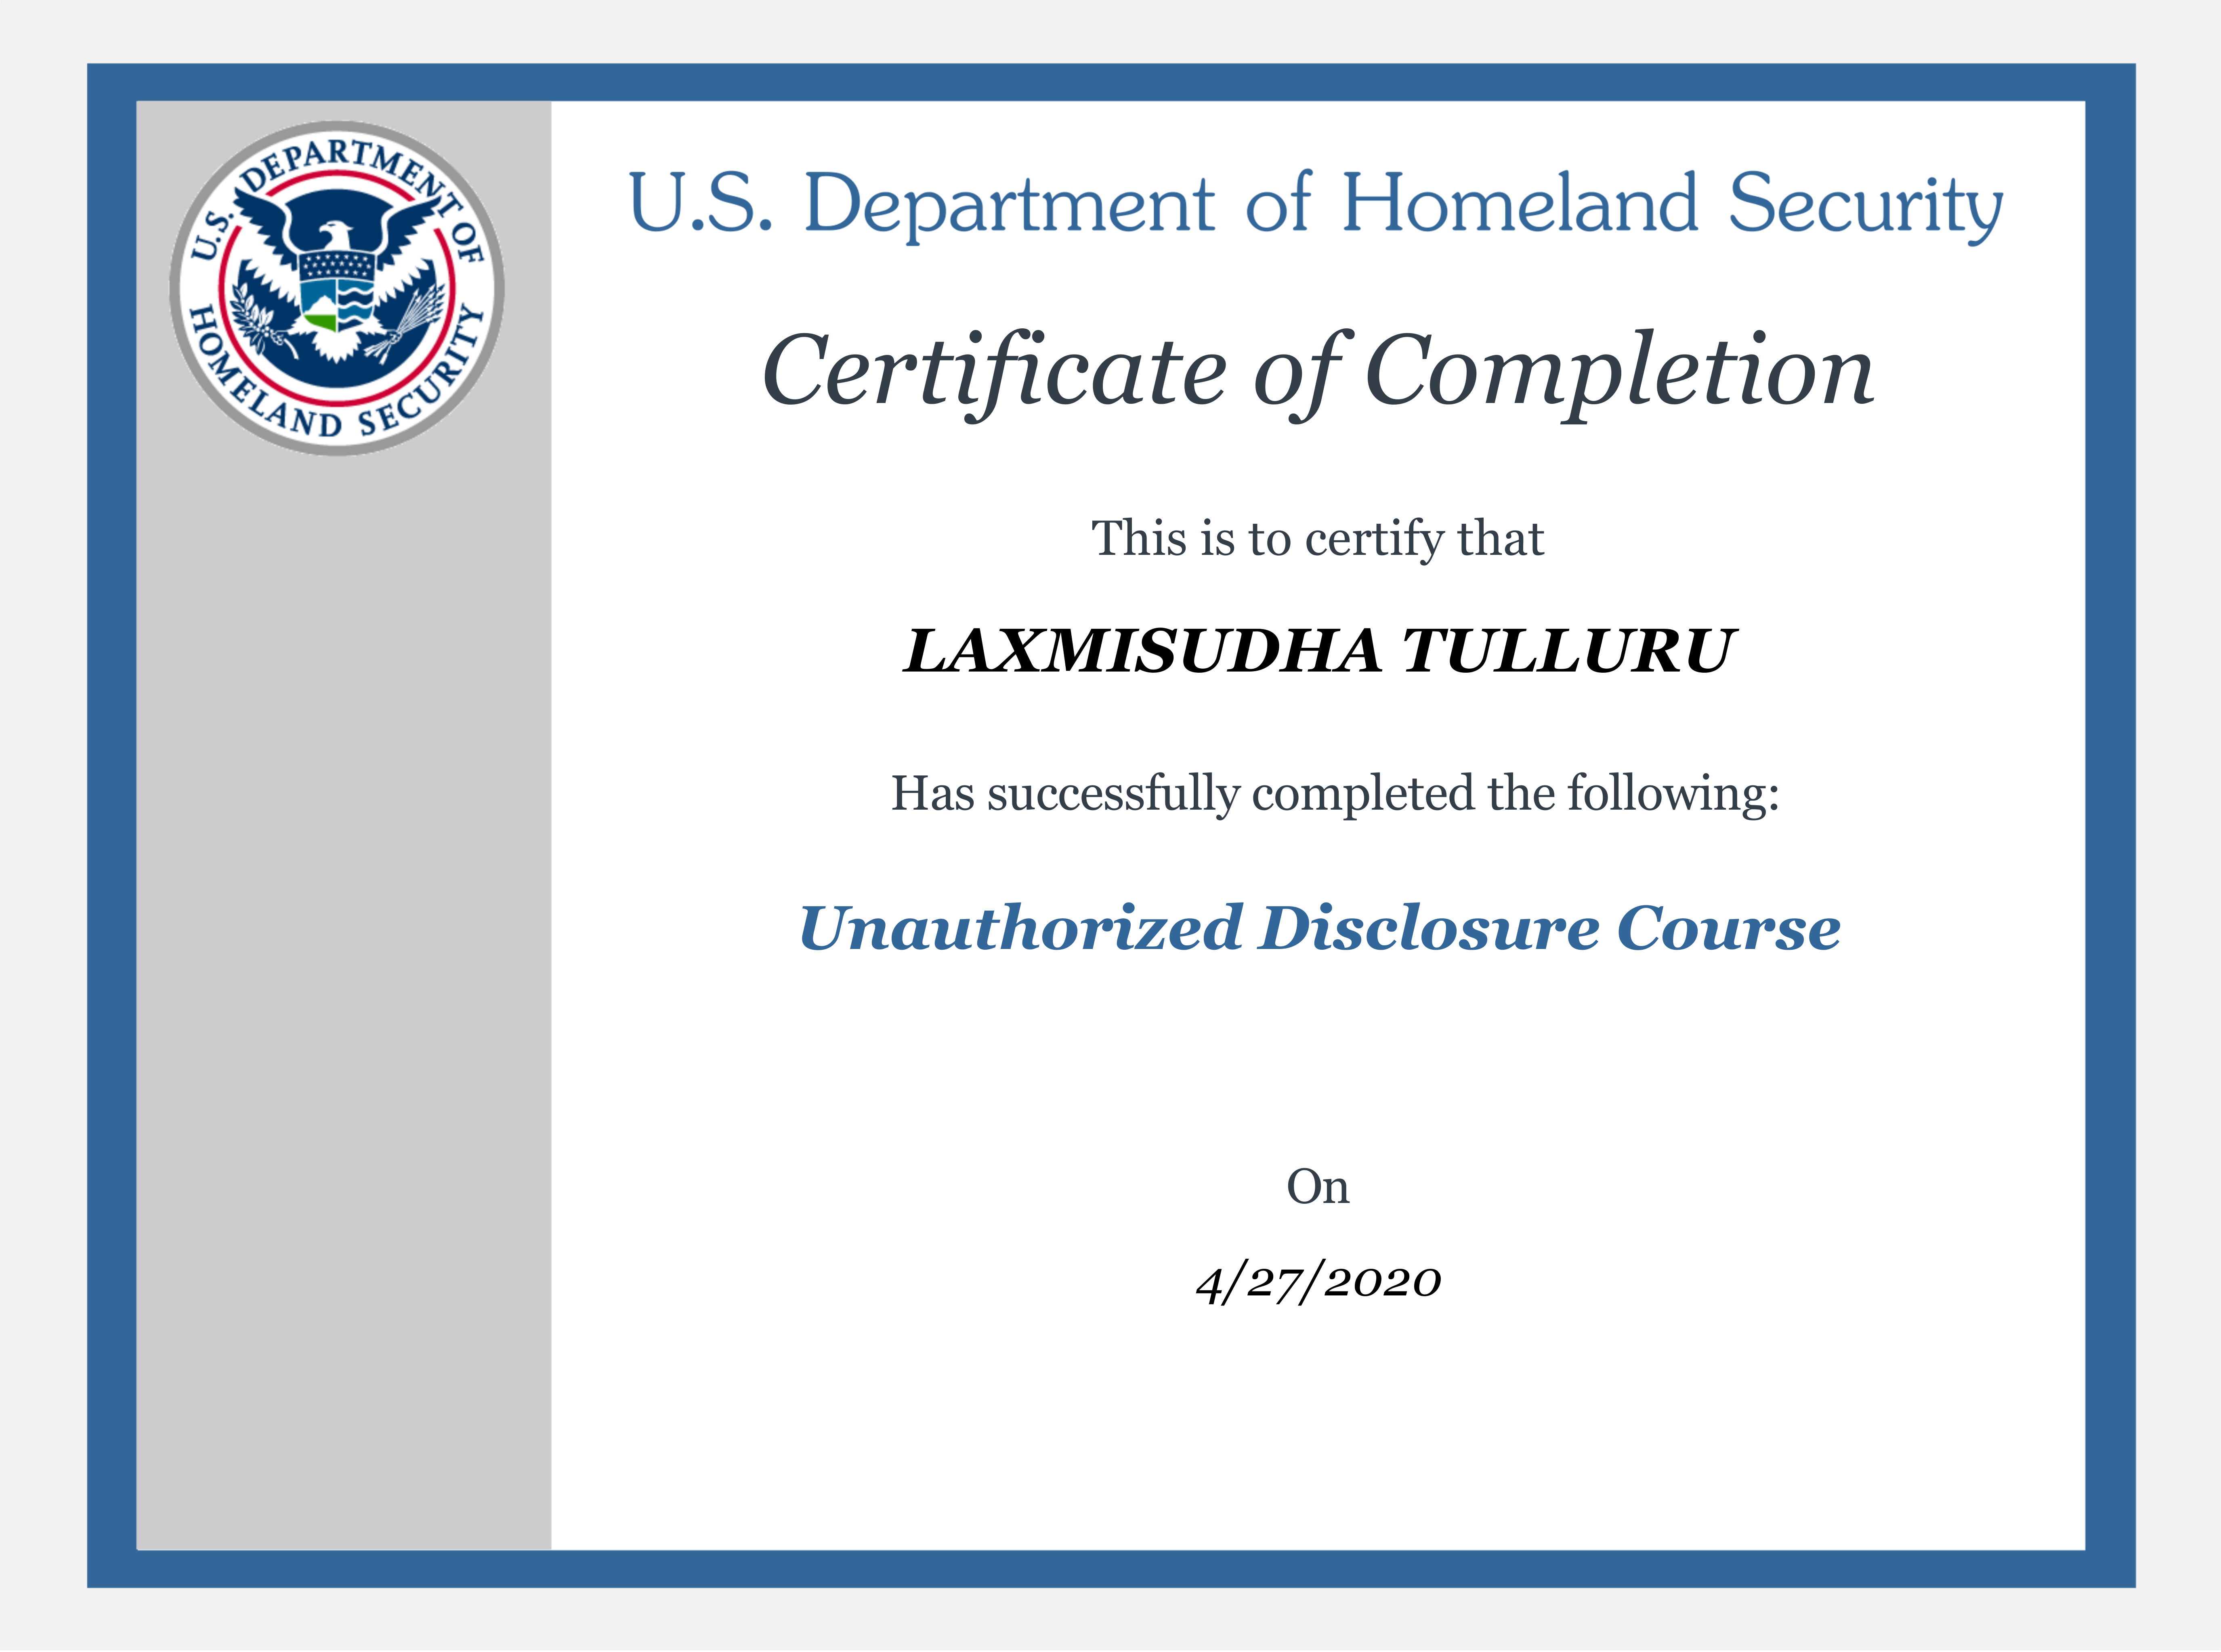 U.S. DEPARTMENT OF
HOMELAND SECURITY
U.S. Department of Homeland Security
Certificate of Completion
This is to certify that
LAXMISUDHA TULLURU
Has successfully completed the following:
Unauthorized Disclosure Course
On
4/27/2020